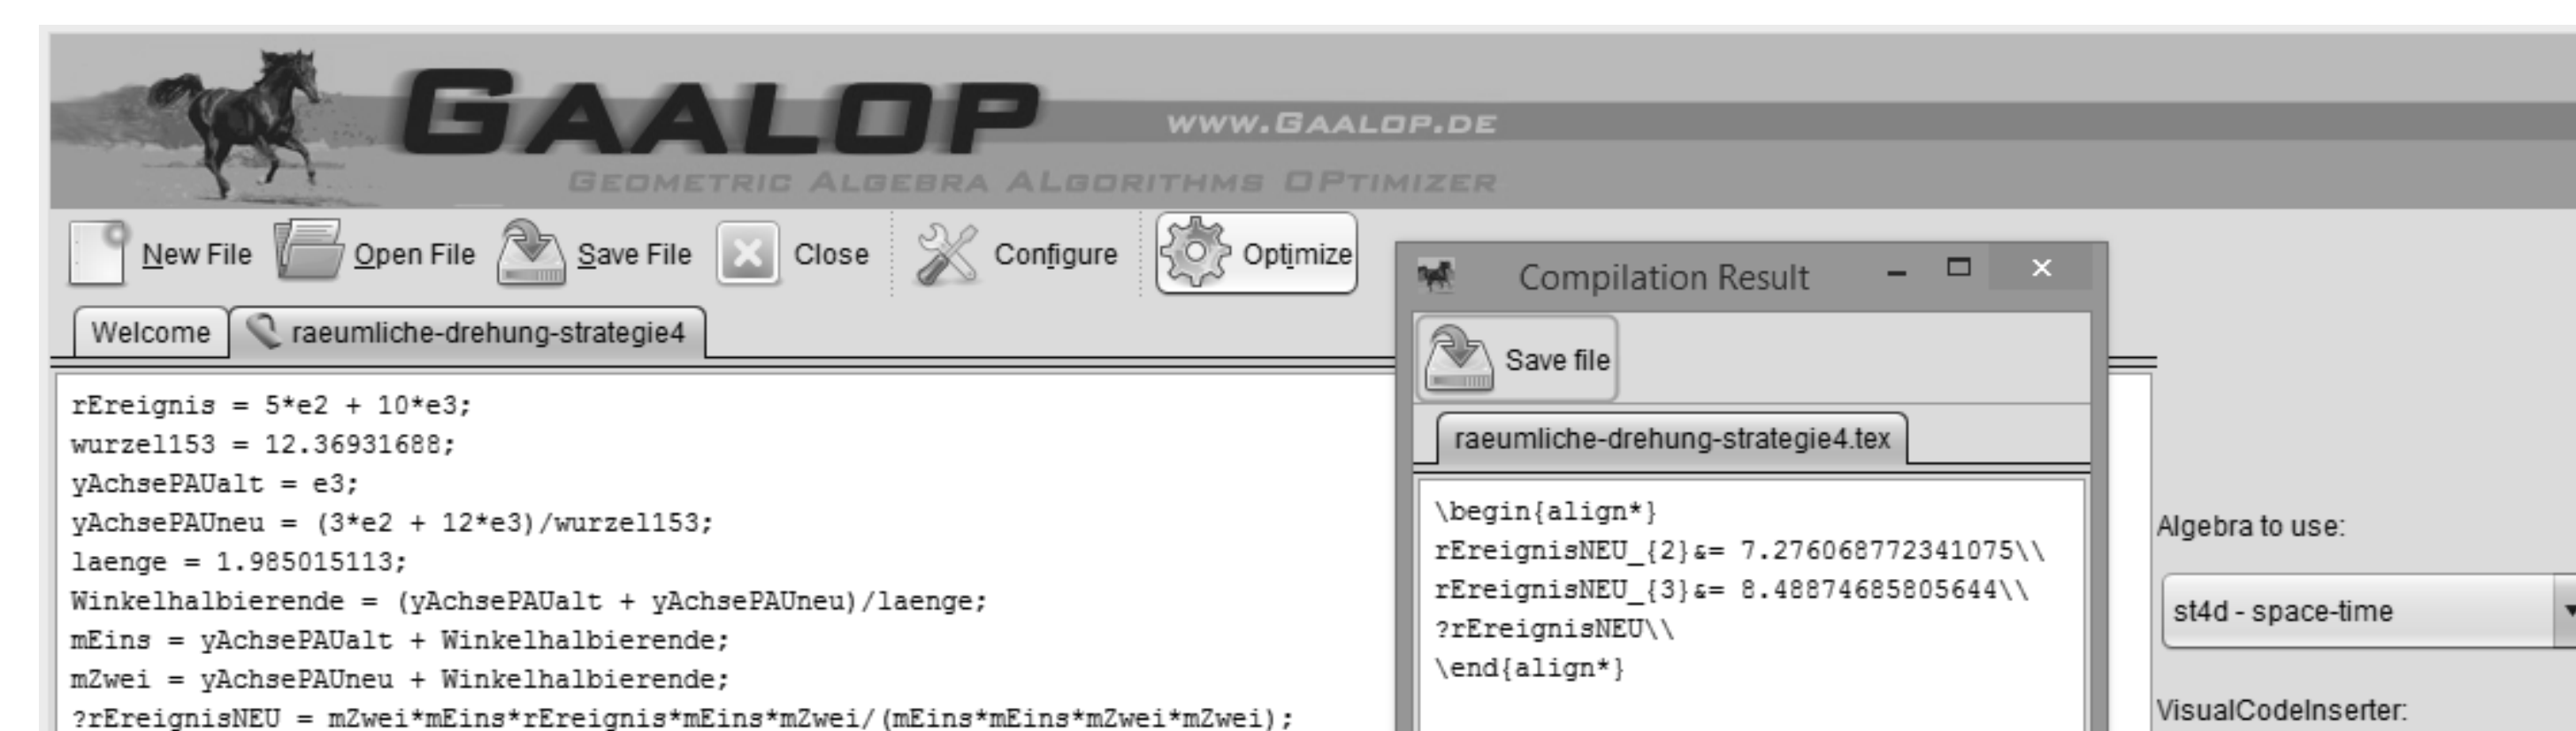 GAALOP
WWW.GAALOP.DE
GEOMETRIC ALGEBRA ALGORITHMS OPTIMIZER
New File Open File Save File Close Configure Optimize
Welcome raeumliche-drehung-strategie4
rEreignis = 5*e2 + 10*e3;
wurzel153 = 12.36931688;
yAchsePAUalt = e3;
yAchsePAUneu = (3*e2 + 12*e3)/wurzel153;
laenge = 1.985015113;
Winkelhalbierende = (yAchsePAUalt + yAchsePAUneu)/laenge;
mEins = yAchsePAUalt + Winkelhalbierende;
mZwei = yAchsePAUneu + Winkelhalbierende;
?rEreignisNEU = mZwei*mEins*rEreignis*mEins*mZwei/(mEins*mEins*mZwei*mZwei);
Compilation Result
Save file
raeumliche-drehung-strategie4.tex
\begin{align*}
rEreignisNEU_{2}&= 7.276068772341075\\
rEreignisNEU_{3}&= 8.48874685805644\\
?rEreignisNEU\\
\end{align*}
Algebra to use:
st4d - space-time
VisualCodeInserter: